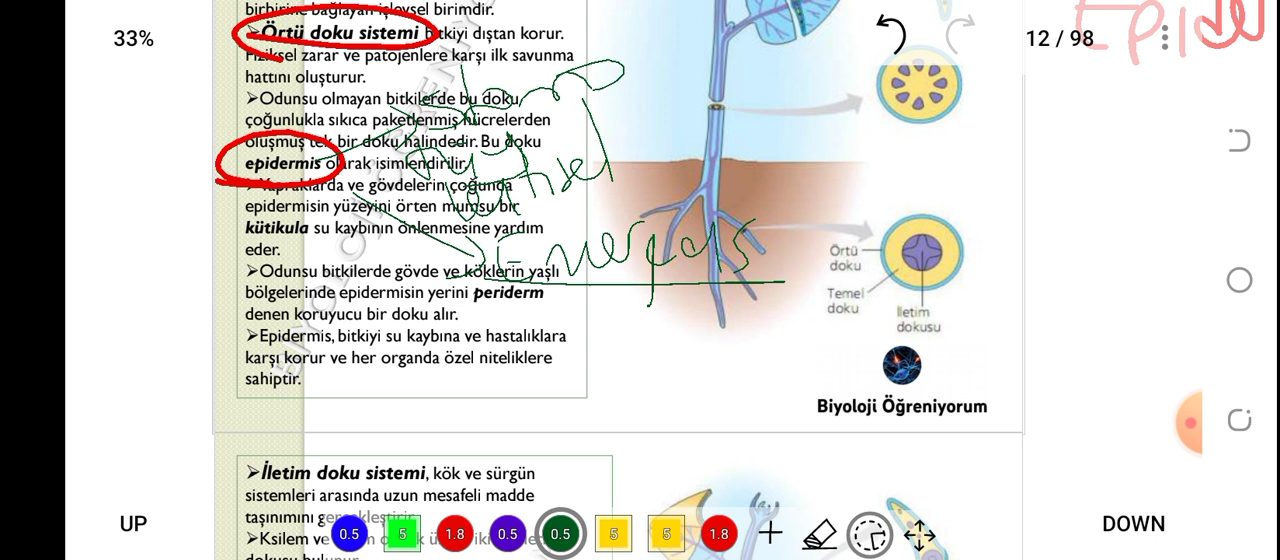 33%
12 / 98
Epide
birbirine bağlayan işlevsel birimdir.
➢Örtü doku sistemi bitkiyi dıştan korur.
Fiziksel zarar ve patojenlere karşı ilk savunma
hattını oluşturur.
➢Odunsu olmayan bitkilerde bu doku,
çoğunlukla sıkıca paketlenmiş hücrelerden
oluşmuş tek bir doku halindedir. Bu doku
epidermis olarak isimlendirilir.
➢Yapraklarda ve gövdelerin çoğunda
epidermisin yüzeyini örten mumsu bir
kütikula su kaybının önlenmesine yardım
eder.
➢Odunsu bitkilerde gövde ve köklerin yaşlı
bölgelerinde epidermisin yerini periderm
denen koruyucu bir doku alır.
➢Epidermis, bitkiyi su kaybına ve hastalıklara
karşı korur ve her organda özel niteliklere
sahiptir.
Örtü
doku
Temel
doku
İletim
dokusu
Biyoloji Öğreniyorum
➢İletim doku sistemi, kök ve sürgün
sistemleri arasında uzun mesafeli madde
taşınımını gerçekleştirir.
➢Ksilem ve
UP
0.5
5
1.8
0.5
0.5
5
5
1.8
DOWN